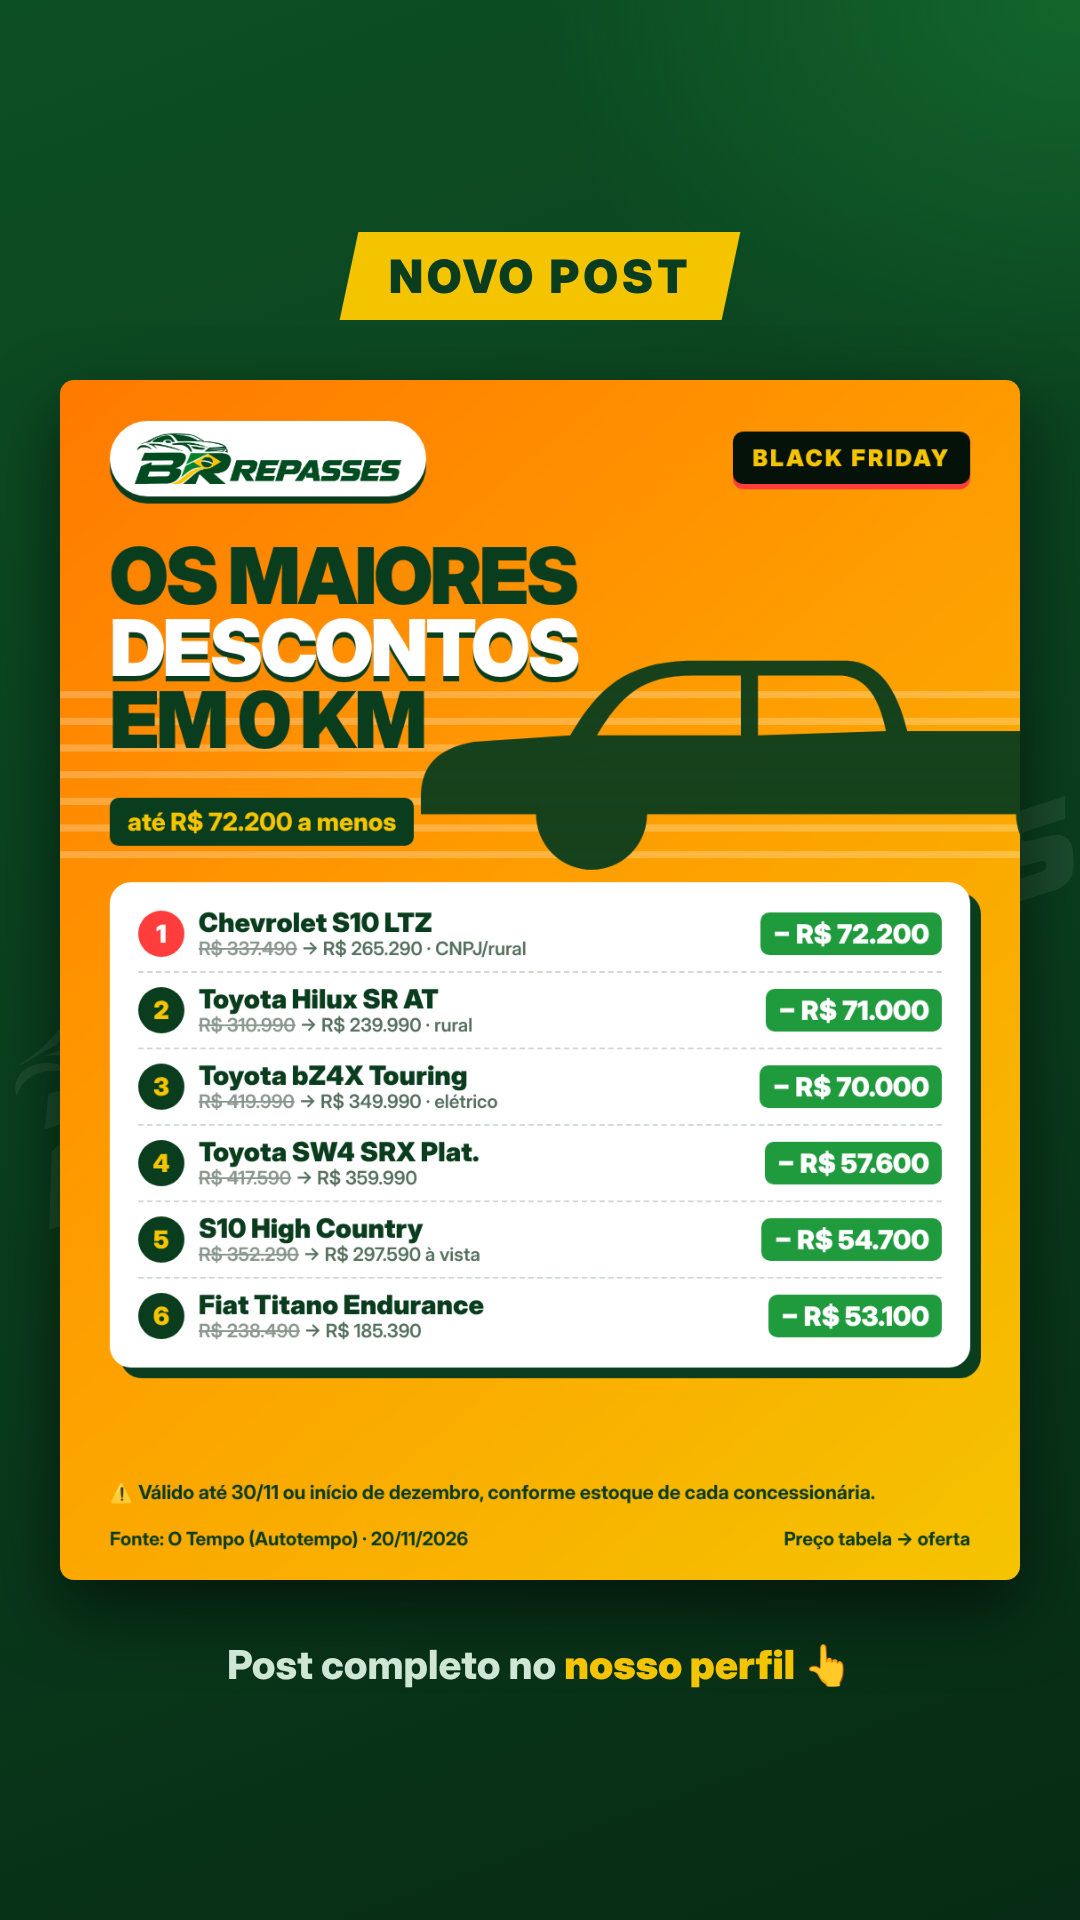 NOVO POST
BR REPASSES
BLACK FRIDAY
OS MAIORES
DESCONTOS
EM 0 KM
até R$ 72.200 a menos
1 Chevrolet S10 LTZ − R$ 72.200
R$ 337.490 → R$ 265.290 · CNPJ/rural
2 Toyota Hilux SR AT − R$ 71.000
R$ 310.990 → R$ 239.990 · rural
3 Toyota bZ4X Touring − R$ 70.000
R$ 419.990 → R$ 349.990 · elétrico
4 Toyota SW4 SRX Plat. − R$ 57.600
R$ 417.590 → R$ 359.990
5 S10 High Country − R$ 54.700
R$ 352.290 → R$ 297.590 à vista
6 Fiat Titano Endurance − R$ 53.100
R$ 238.490 → R$ 185.390
⚠️ Válido até 30/11 ou início de dezembro, conforme estoque de cada concessionária.
Fonte: O Tempo (Autotempo) · 20/11/2026 Preço tabela → oferta
Post completo no nosso perfil 👆